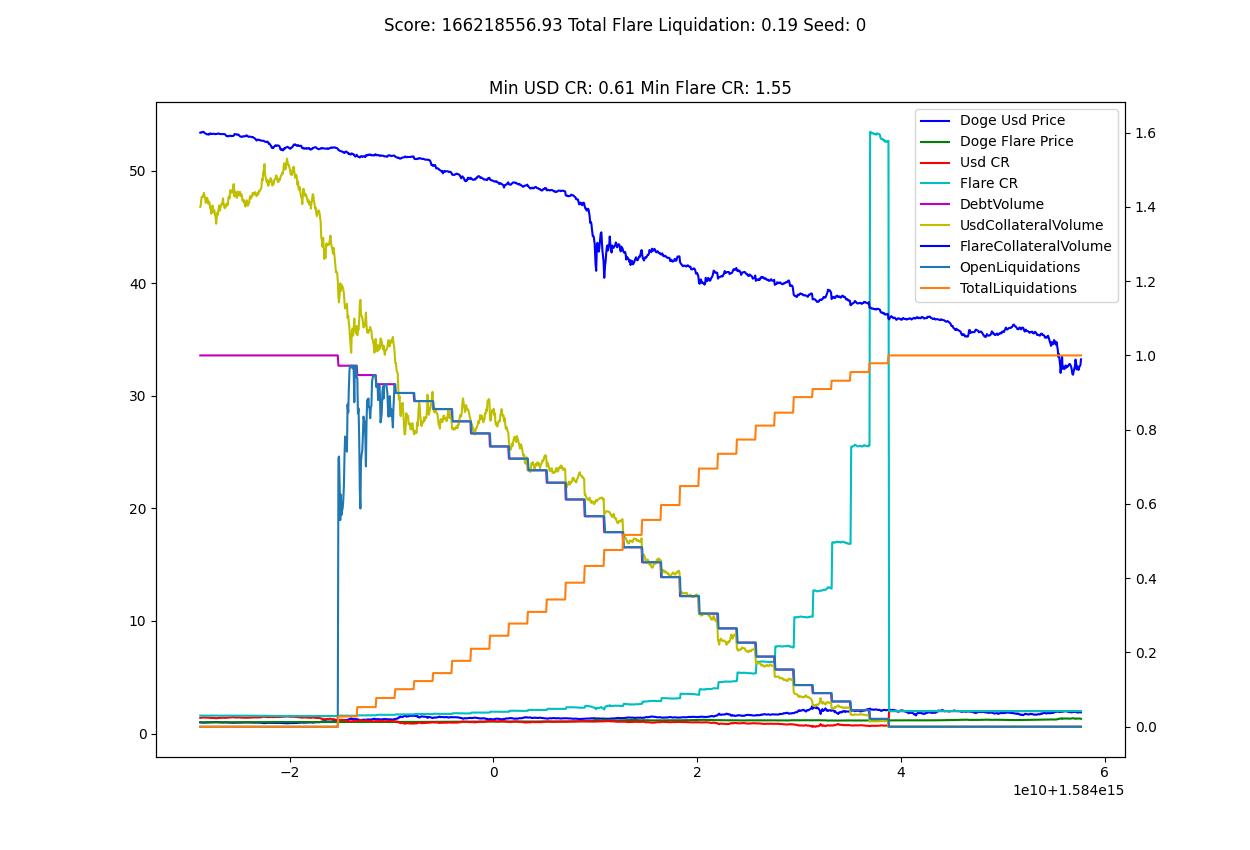 Score: 166218556.93 Total Flare Liquidation: 0.19 Seed: 0
Min USD CR: 0.61 Min Flare CR: 1.55
Doge Usd Price
Doge Flare Price
Usd CR
Flare CR
DebtVolume
UsdCollateralVolume
FlareCollateralVolume
OpenLiquidations
TotalLiquidations
50
40
30
20
10
0
1.6
1.4
1.2
1.0
0.8
0.6
0.4
0.2
0.0
−2 0 2 4 6
1e10+1.584e15